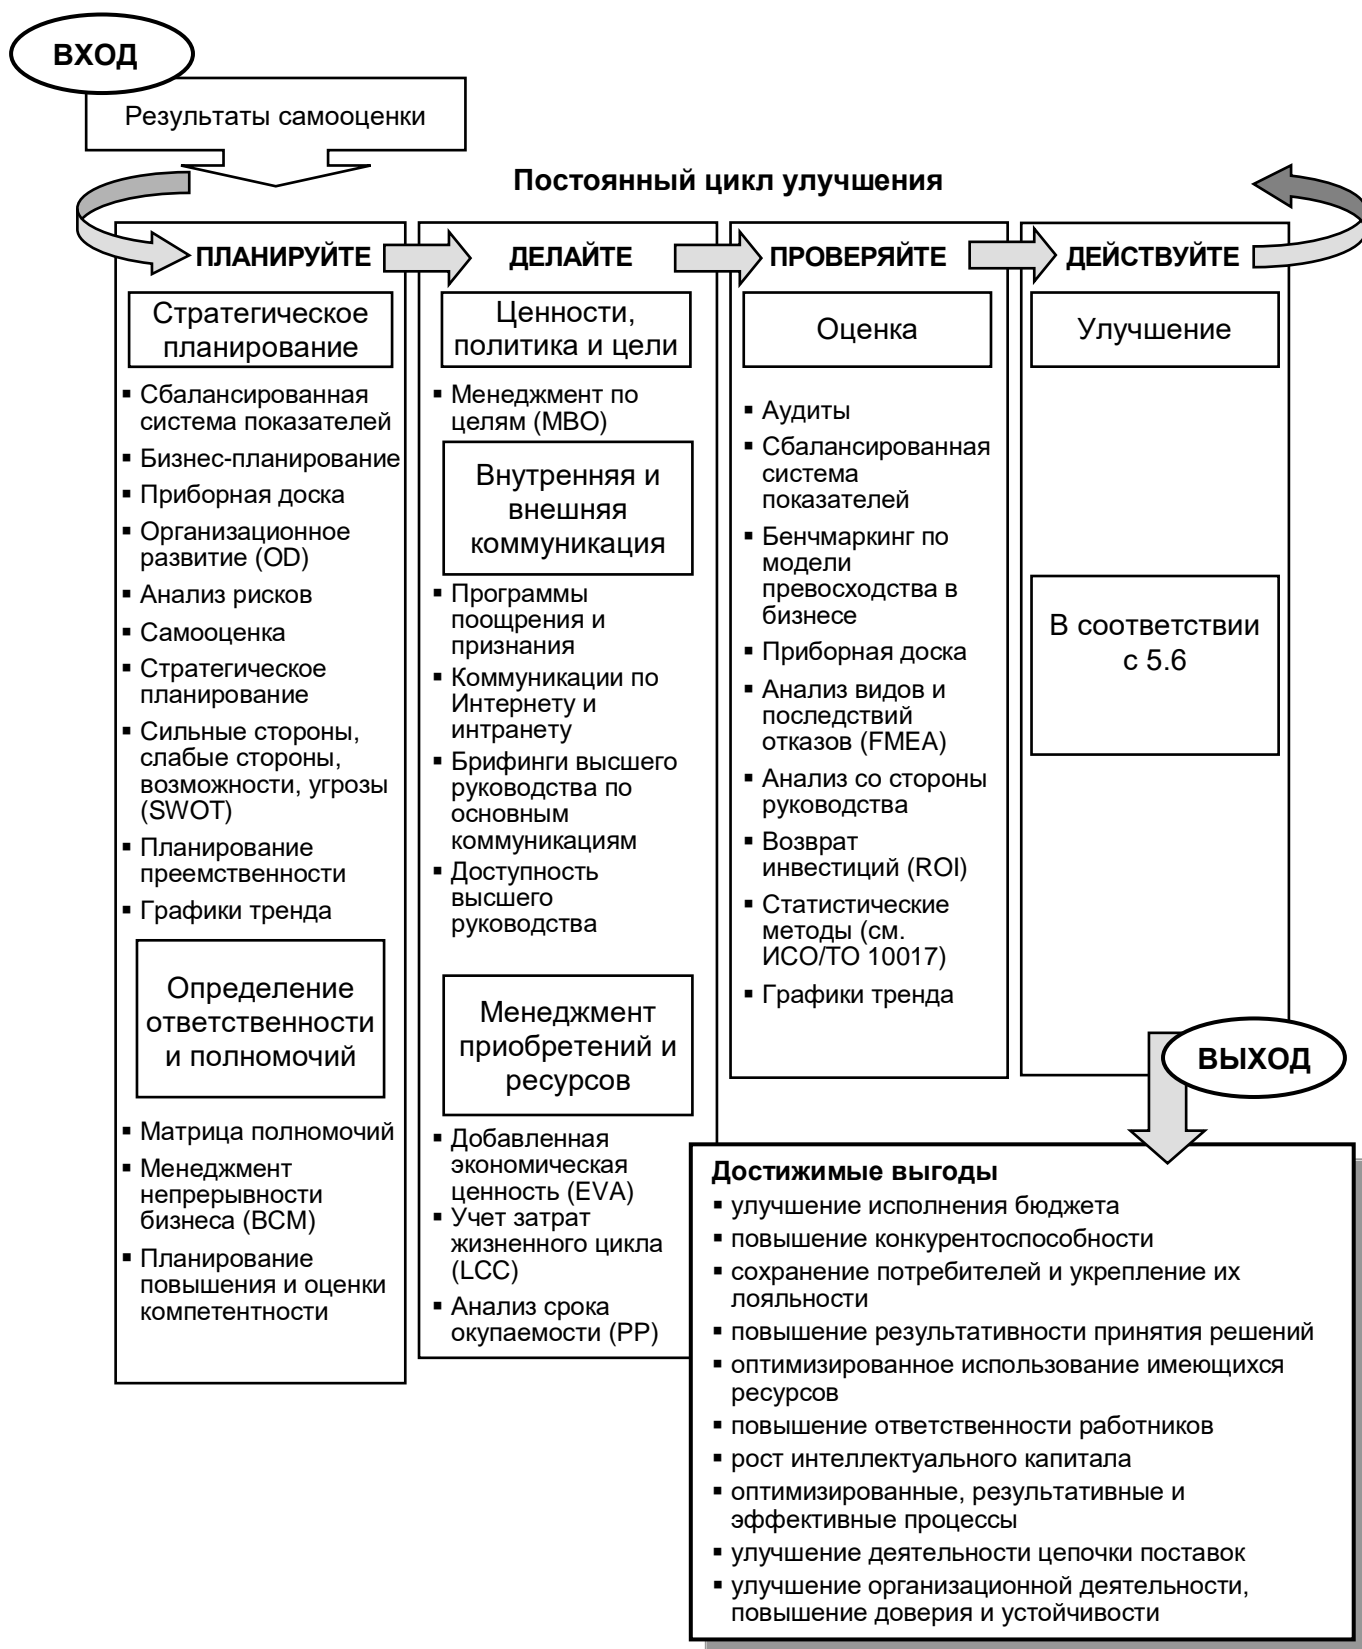 ВХОД
Результаты самооценки
Постоянный цикл улучшения
ПЛАНИРУЙТЕ
Стратегическое
планирование
▪ Сбалансированная
система показателей
▪ Бизнес-планирование
▪ Приборная доска
▪ Организационное
развитие (OD)
▪ Анализ рисков
▪ Самооценка
▪ Стратегическое
планирование
▪ Сильные стороны,
слабые стороны,
возможности, угрозы
(SWOT)
▪ Планирование
преемственности
▪ Графики тренда
Определение
ответственности
и полномочий
▪ Матрица полномочий
▪ Менеджмент
непрерывности
бизнеса (BCM)
▪ Планирование
повышения и оценки
компетентности
ДЕЛАЙТЕ
Ценности,
политика и цели
▪ Менеджмент по
целям (MBO)
Внутренняя и
внешняя
коммуникация
▪ Программы
поощрения и
признания
▪ Коммуникации по
Интернету и
интранету
▪ Брифинги высшего
руководства по
основным
коммуникациям
▪ Доступность
высшего
руководства
Менеджмент
приобретений и
ресурсов
▪ Добавленная
экономическая
ценность (EVA)
▪ Учет затрат
жизненного цикла
(LCC)
▪ Анализ срока
окупаемости (PP)
ПРОВЕРЯЙТЕ
Оценка
▪ Аудиты
▪ Сбалансированная
система
показателей
▪ Бенчмаркинг по
модели
превосходства в
бизнесе
▪ Приборная доска
▪ Анализ видов и
последствий
отказов (FMEA)
▪ Анализ со стороны
руководства
▪ Возврат
инвестиций (ROI)
▪ Статистические
методы (см.
ИСО/ТО 10017)
▪ Графики тренда
ДЕЙСТВУЙТЕ
Улучшение
В соответствии
с 5.6
ВЫХОД
Достижимые выгоды
▪ улучшение исполнения бюджета
▪ повышение конкурентоспособности
▪ сохранение потребителей и укрепление их
лояльности
▪ повышение результативности принятия решений
▪ оптимизированное использование имеющихся
ресурсов
▪ повышение ответственности работников
▪ рост интеллектуального капитала
▪ оптимизированные, результативные и
эффективные процессы
▪ улучшение деятельности цепочки поставок
▪ улучшение организационной деятельности,
повышение доверия и устойчивости